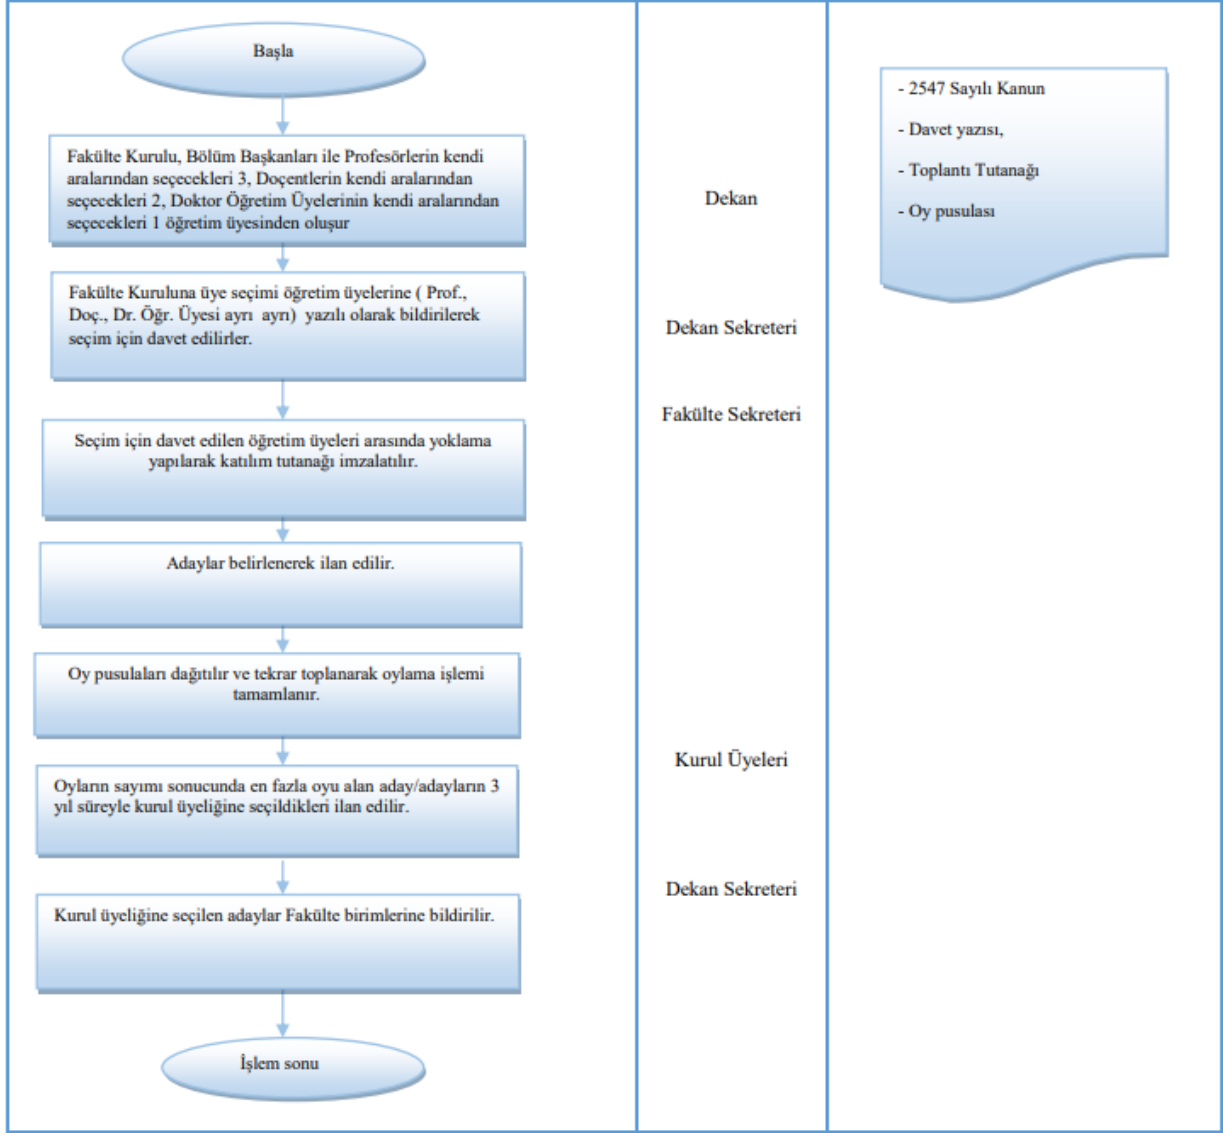 Başla
Fakülte Kurulu, Bölüm Başkanları ile Profesörlerin kendi
aralarından seçecekleri 3, Doçentlerin kendi aralarından
seçecekleri 2, Doktor Öğretim Üyelerinin kendi aralarından
seçecekleri 1 öğretim üyesinden oluşur
Fakülte Kuruluna üye seçimi öğretim üyelerine ( Prof.,
Doç., Dr. Öğr. Üyesi ayrı ayrı) yazılı olarak bildirilerek
seçim için davet edilirler.
Seçim için davet edilen öğretim üyeleri arasında yoklama
yapılarak katılım tutanağı imzalatılır.
Adaylar belirlenerek ilan edilir.
Oy pusulaları dağıtılır ve tekrar toplanarak oylama işlemi
tamamlanır.
Oyların sayımı sonucunda en fazla oyu alan aday/adayların 3
yıl süreyle kurul üyeliğine seçildikleri ilan edilir.
Kurul üyeliğine seçilen adaylar Fakülte birimlerine bildirilir.
İşlem sonu
Dekan
Dekan Sekreteri
Fakülte Sekreteri
Kurul Üyeleri
Dekan Sekreteri
- 2547 Sayılı Kanun
- Davet yazısı,
- Toplantı Tutanağı
- Oy pusulası